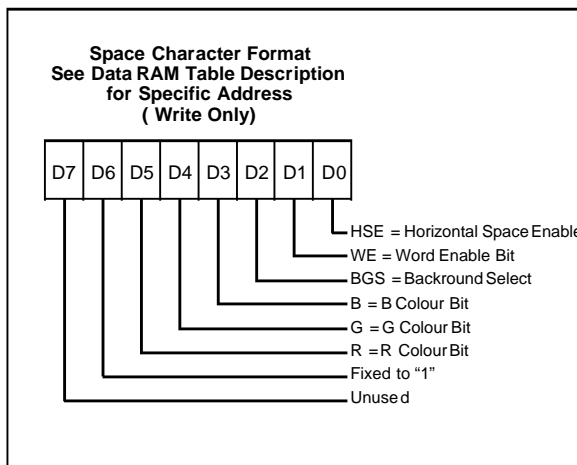 Space Character Format
See Data RAM Table Description
for Specific Address
( Write Only)
D7 D6 D5 D4 D3 D2 D1 D0
HSE = Horizontal Space Enable
WE = Word Enable Bit
BGS = Backround Select
B = B Colour Bit
G = G Colour Bit
R = R Colour Bit
Fixed to “1”
Unused